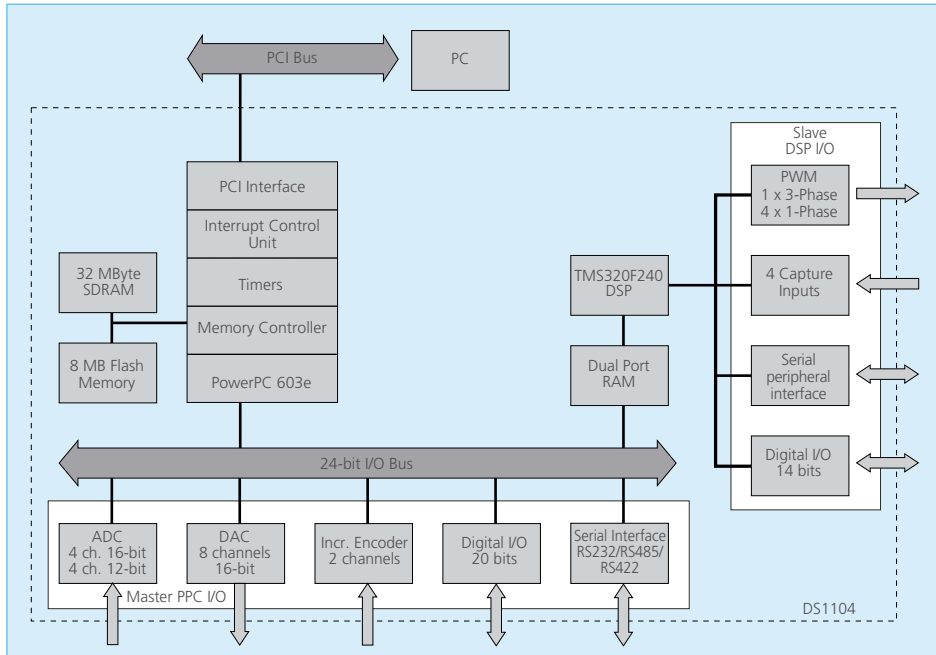 PCI Bus
PC
PCI Interface
Interrupt Control
Unit
Timers
Memory Controller
PowerPC 603e
32 MByte
SDRAM
8 MB Flash
Memory
TMS320F240
DSP
Dual Port
RAM
Slave
DSP I/O
PWM
1 x 3-Phase
4 x 1-Phase
4 Capture
Inputs
Serial
peripheral
interface
Digital I/O
14 bits
24-bit I/O Bus
ADC
4 ch. 16-bit
4 ch. 12-bit
DAC
8 channels
16-bit
Incr. Encoder
2 channels
Digital I/O
20 bits
Serial Interface
RS232/RS485/
RS422
Master PPC I/O
DS1104